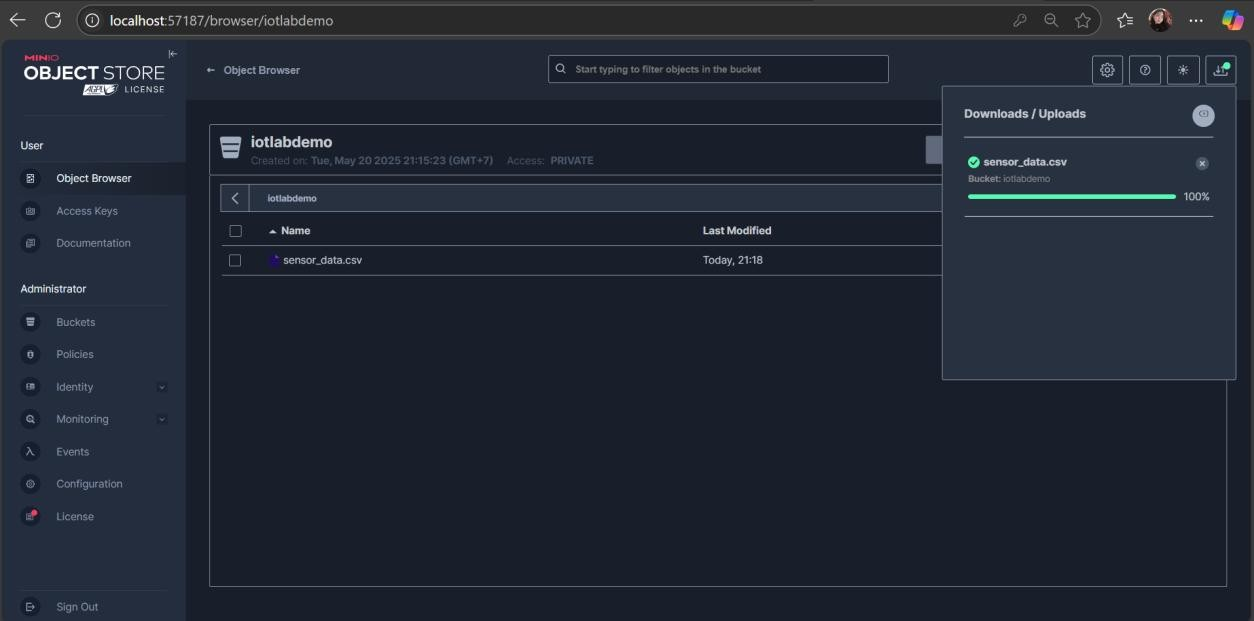 localhost:57187/browser/iotlabdemo
MINIO
OBJECT STORE
AGPLv3 LICENSE
User
Object Browser
Access Keys
Documentation
Administrator
Buckets
Policies
Identity
Monitoring
Events
Configuration
License
Sign Out
← Object Browser
Start typing to filter objects in the bucket
iotlabdemo
Created on: Tue, May 20 2025 21:15:23 (GMT+7) Access: PRIVATE
iotlabdemo
Name Last Modified
sensor_data.csv Today, 21:18
Downloads / Uploads
sensor_data.csv
Bucket: iotlabdemo
100%